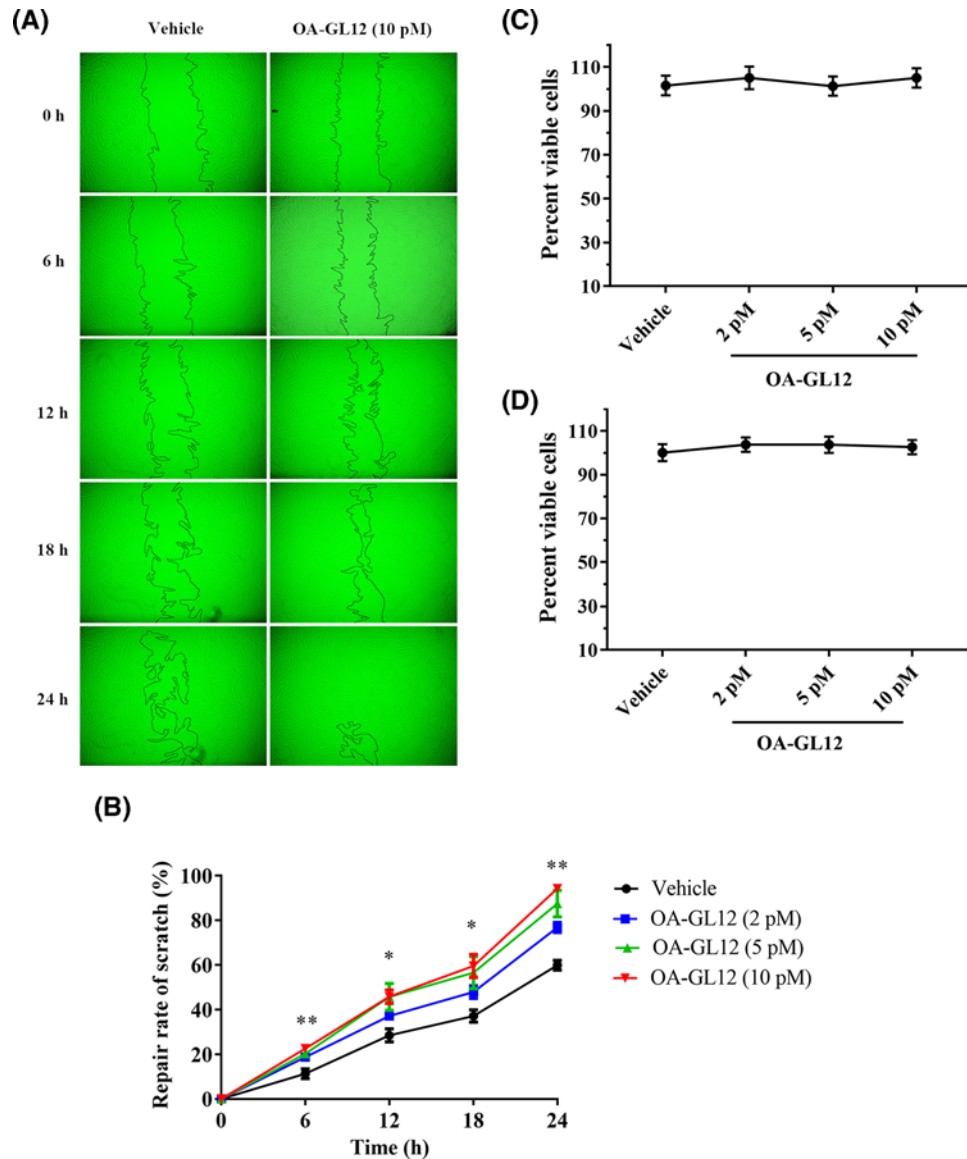 (A)
Vehicle
OA-GL12 (10 pM)
0 h
6 h
12 h
18 h
24 h
(B)
Repair rate of scratch (%)
100
80
60
40
20
0
**
*
*
**
0 6 12 18 24
Time (h)
Vehicle
OA-GL12 (2 pM)
OA-GL12 (5 pM)
OA-GL12 (10 pM)
(C)
Percent viable cells
110
90
70
50
30
10
Vehicle
2 pM
5 pM
10 pM
OA-GL12
(D)
Percent viable cells
110
90
70
50
30
10
Vehicle
2 pM
5 pM
10 pM
OA-GL12